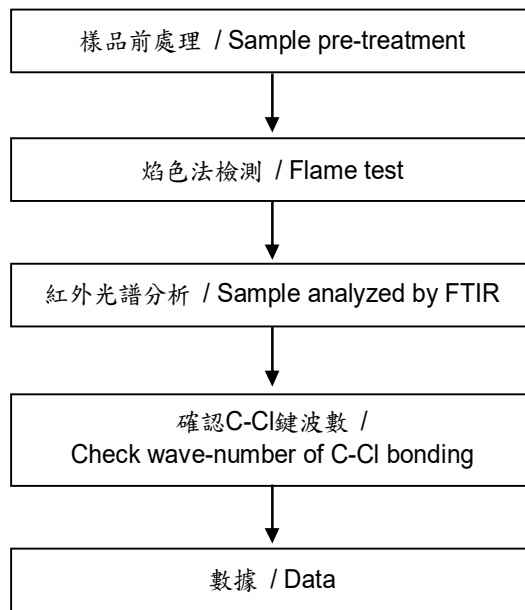 樣品前處理 / Sample pre-treatment
焰色法檢測 / Flame test
紅外光譜分析 / Sample analyzed by FTIR
確認C-Cl鍵波數 /
Check wave-number of C-Cl bonding
數據 / Data